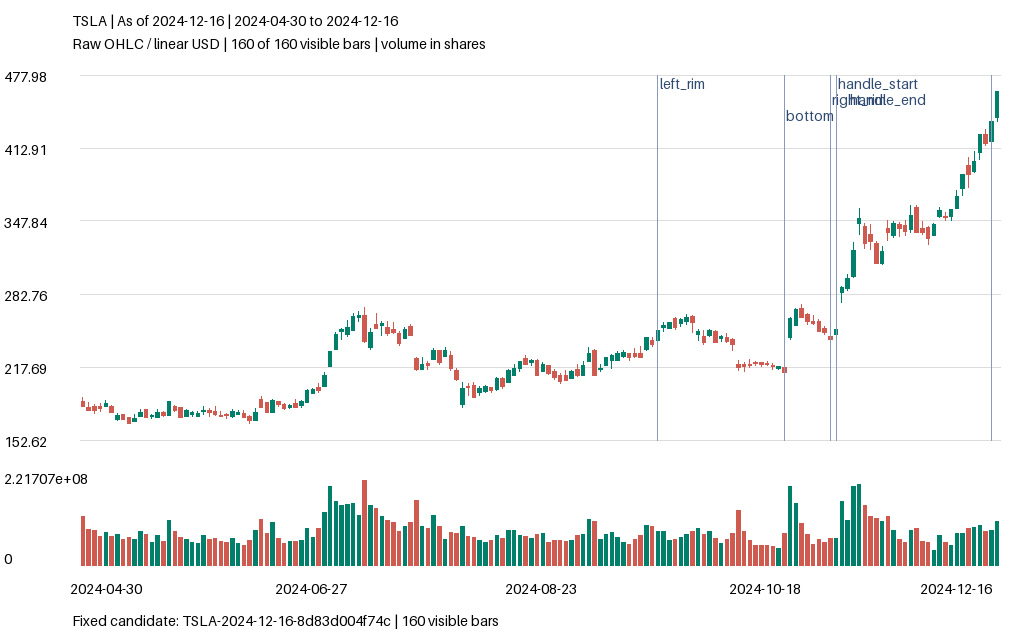 TSLA | As of 2024-12-16 | 2024-04-30 to 2024-12-16
Raw OHLC / linear USD | 160 of 160 visible bars | volume in shares
477.98
left_rim
handle_start
right_rim
handle_end
bottom
412.91
347.84
282.76
217.69
152.62
2.21707e+08
0
2024-04-30
2024-06-27
2024-08-23
2024-10-18
2024-12-16
Fixed candidate: TSLA-2024-12-16-8d83d004f74c | 160 visible bars